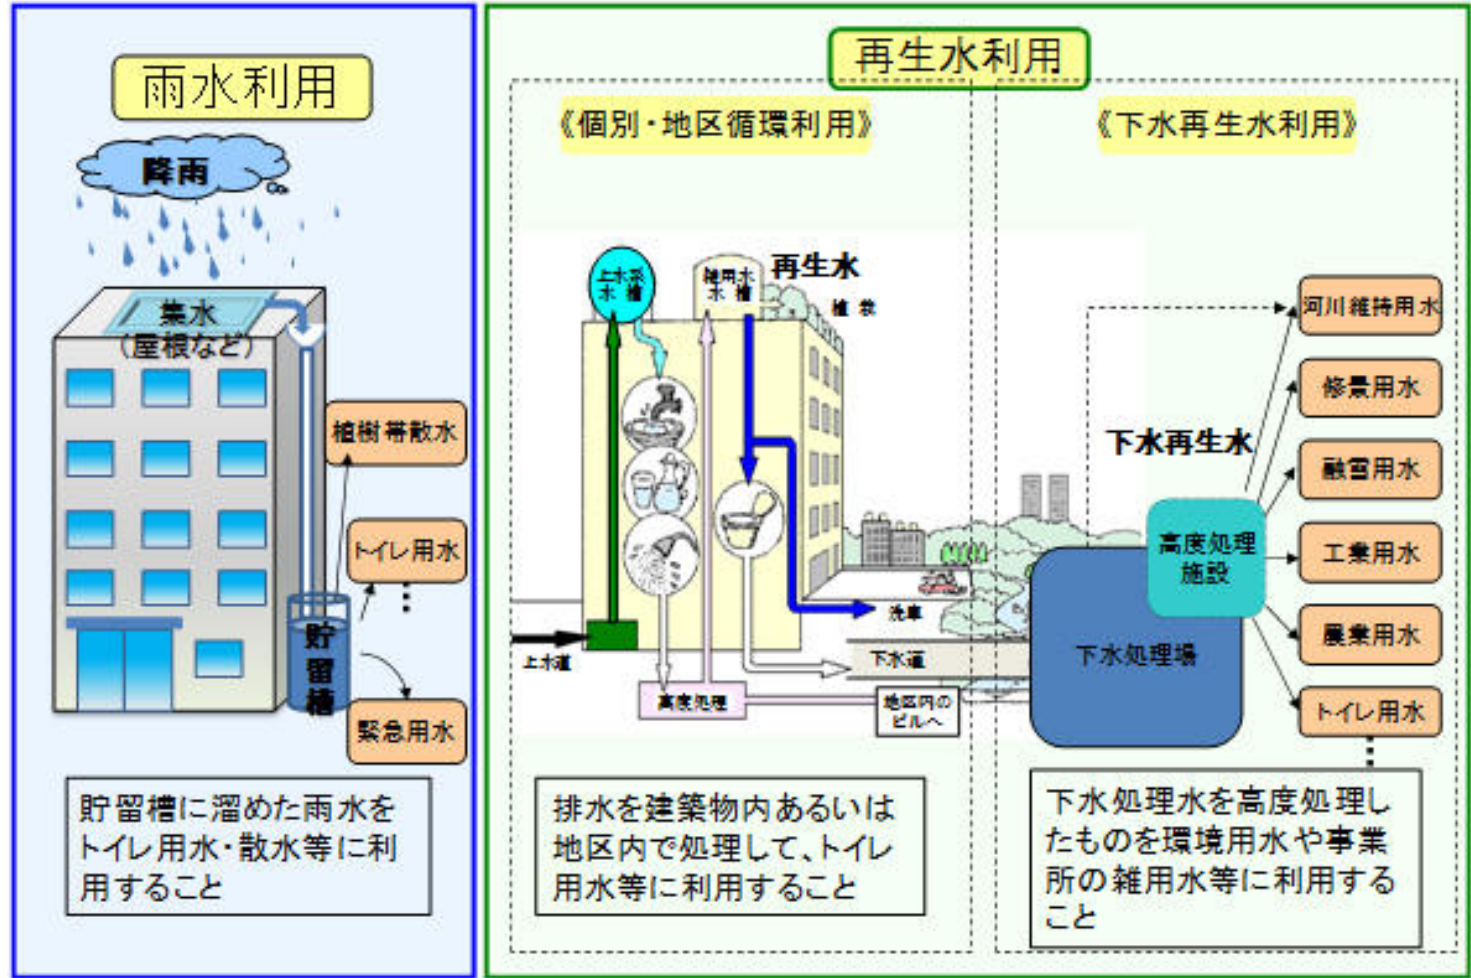 雨水利用
降雨
集水
(屋根など)
植樹帯散水
トイレ用水
貯留槽
緊急用水
貯留槽に溜めた雨水を
トイレ用水・散水等に利
用すること
再生水利用
《個別・地区循環利用》
上水系
水槽
雑用水
水槽
再生水
植栽
洗車
上水道
下水道
高度処理
地区内の
ビルへ
排水を建築物内あるいは
地区内で処理して、トイレ
用水等に利用すること
《下水再生水利用》
河川維持用水
修景用水
下水再生水
融雪用水
高度処理
施設
工業用水
農業用水
下水処理場
トイレ用水
下水処理水を高度処理し
たものを環境用水や事業
所の雑用水等に利用する
こと